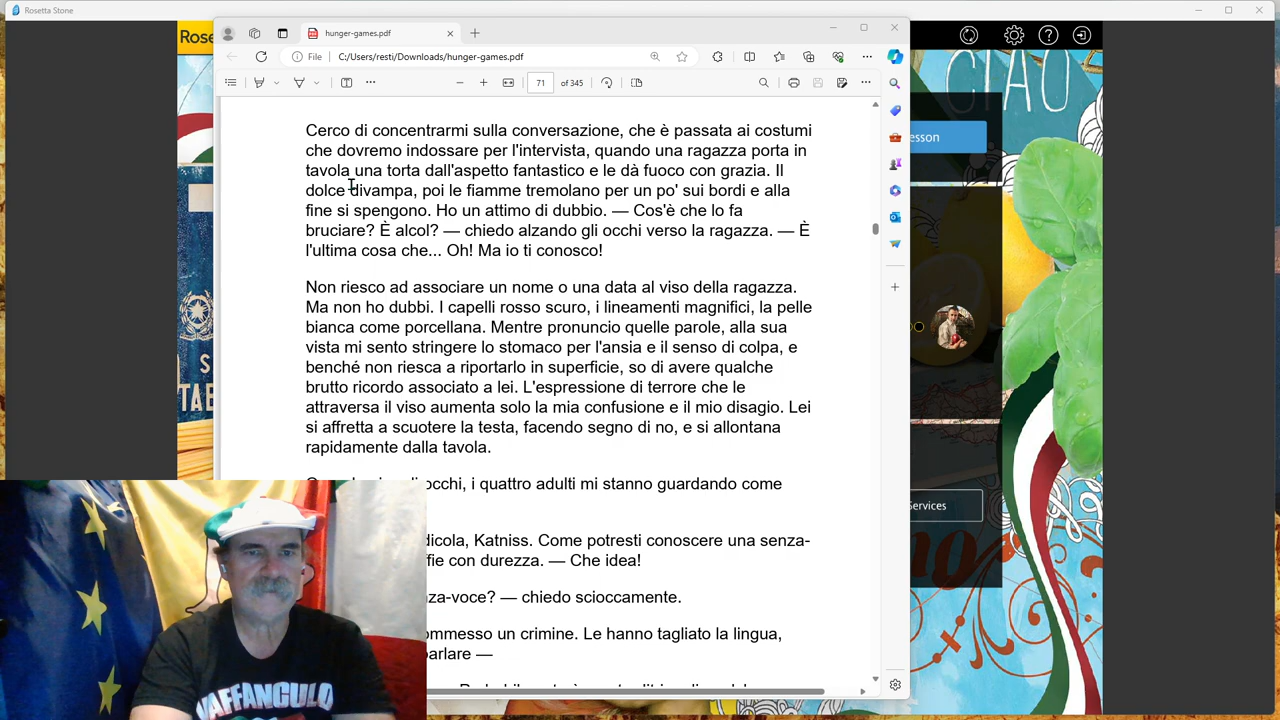 Rosetta Stone
Rose
hunger-games.pdf
File
C:/Users/resti/Downloads/hunger-games.pdf
71
of 345
Cerco di concentrarmi sulla conversazione, che è passata ai costumi
che dovremo indossare per l'intervista, quando una ragazza porta in
tavola una torta dall'aspetto fantastico e le dà fuoco con grazia. Il
dolce divampa, poi le fiamme tremolano per un po' sui bordi e alla
fine si spengono. Ho un attimo di dubbio. — Cos'è che lo fa
bruciare? È alcol? — chiedo alzando gli occhi verso la ragazza. — È
l'ultima cosa che... Oh! Ma io ti conosco!
Non riesco ad associare un nome o una data al viso della ragazza.
Ma non ho dubbi. I capelli rosso scuro, i lineamenti magnifici, la pelle
bianca come porcellana. Mentre pronuncio quelle parole, alla sua
vista mi sento stringere lo stomaco per l'ansia e il senso di colpa, e
benché non riesca a riportarlo in superficie, so di avere qualche
brutto ricordo associato a lei. L'espressione di terrore che le
attraversa il viso aumenta solo la mia confusione e il mio disagio. Lei
si affretta a scuotere la testa, facendo segno di no, e si allontana
rapidamente dalla tavola.
occhi, i quattro adulti mi stanno guardando come
dicola, Katniss. Come potresti conoscere una senza-
fie con durezza. — Che idea!
nza-voce? — chiedo scioccamente.
ommesso un crimine. Le hanno tagliato la lingua,
parlare —
CIAO
esson
Services
S
TAB
VAFFANCULO